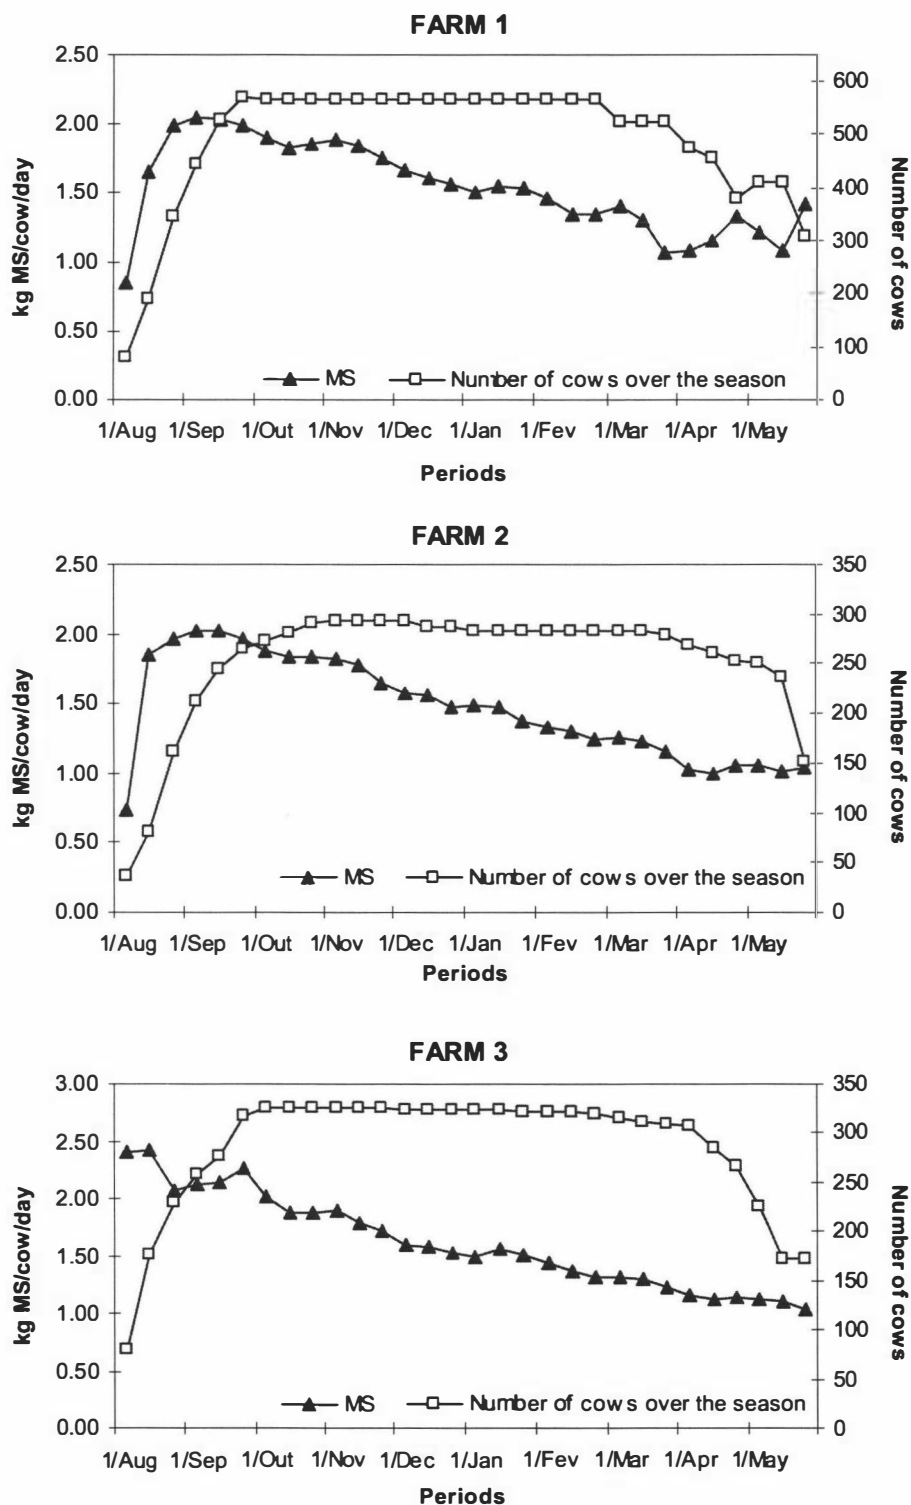 FARM 1
2.50
2.00
1.50
1.00
0.50
0.00
kg MS/cow/day
600
500
400
300
200
100
0
Number of cows
MS
Number of cows over the season
1/Aug 1/Sep 1/Out 1/Nov 1/Dec 1/Jan 1/Fev 1/Mar 1/Apr 1/May
Periods
FARM 2
2.50
2.00
1.50
1.00
0.50
0.00
kg MS/cow/day
350
300
250
200
150
100
50
0
Number of cows
MS
Number of cows over the season
1/Aug 1/Sep 1/Out 1/Nov 1/Dec 1/Jan 1/Fev 1/Mar 1/Apr 1/May
Periods
FARM 3
3.00
2.50
2.00
1.50
1.00
0.50
0.00
kg MS/cow/day
350
300
250
200
150
100
50
0
Number of cows
MS
Number of cows over the season
1/Aug 1/Sep 1/Out 1/Nov 1/Dec 1/Jan 1/Fev 1/Mar 1/Apr 1/May
Periods